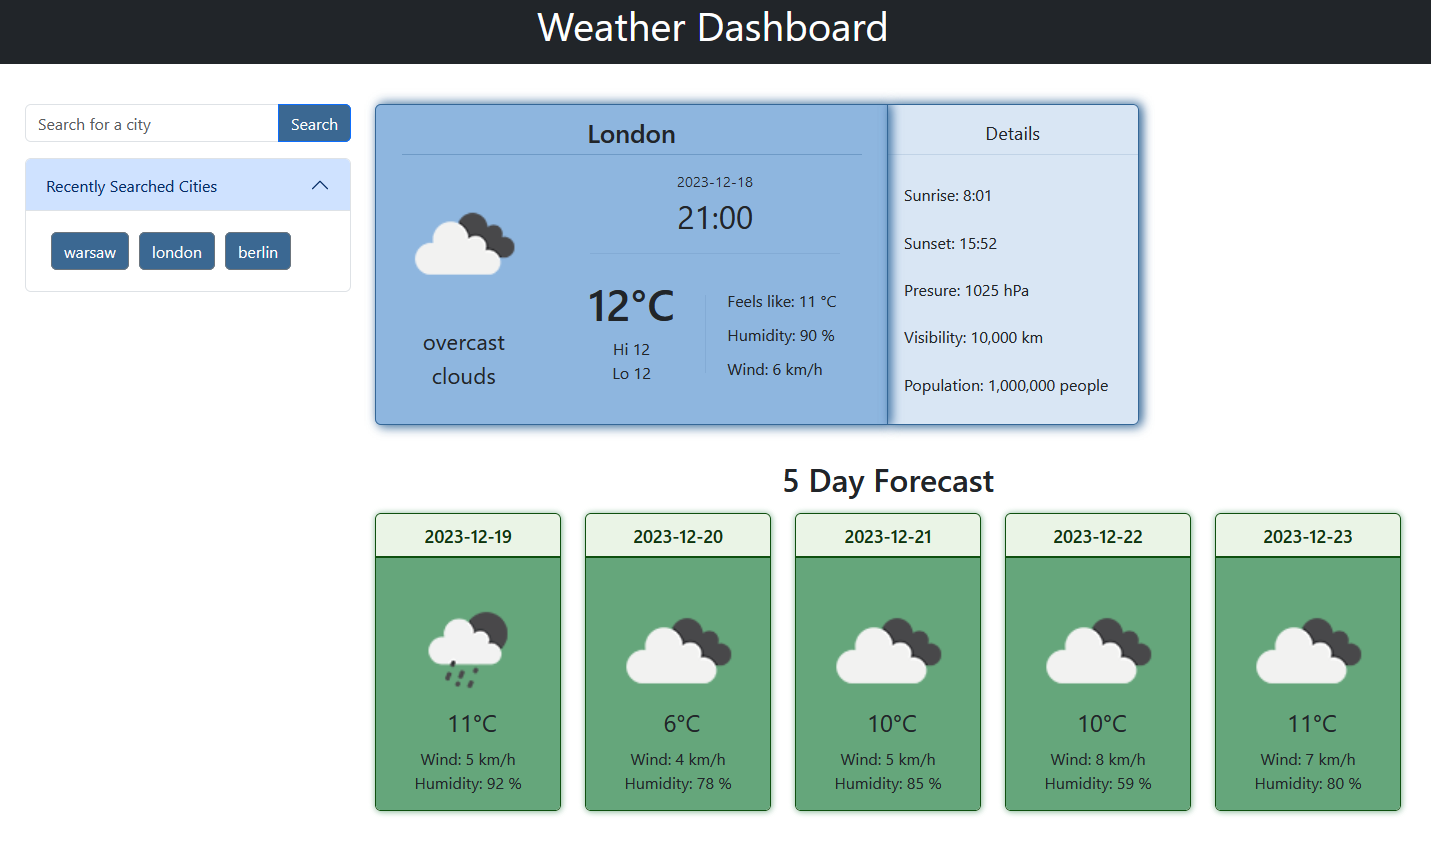 Weather Dashboard
Search for a city
Search
Recently Searched Cities
warsaw
london
berlin
London
2023-12-18
21:00
overcast
clouds
12°C
Hi 12
Lo 12
Feels like: 11 °C
Humidity: 90 %
Wind: 6 km/h
Details
Sunrise: 8:01
Sunset: 15:52
Presure: 1025 hPa
Visibility: 10,000 km
Population: 1,000,000 people
5 Day Forecast
2023-12-19
11°C
Wind: 5 km/h
Humidity: 92 %
2023-12-20
6°C
Wind: 4 km/h
Humidity: 78 %
2023-12-21
10°C
Wind: 5 km/h
Humidity: 85 %
2023-12-22
10°C
Wind: 8 km/h
Humidity: 59 %
2023-12-23
11°C
Wind: 7 km/h
Humidity: 80 %